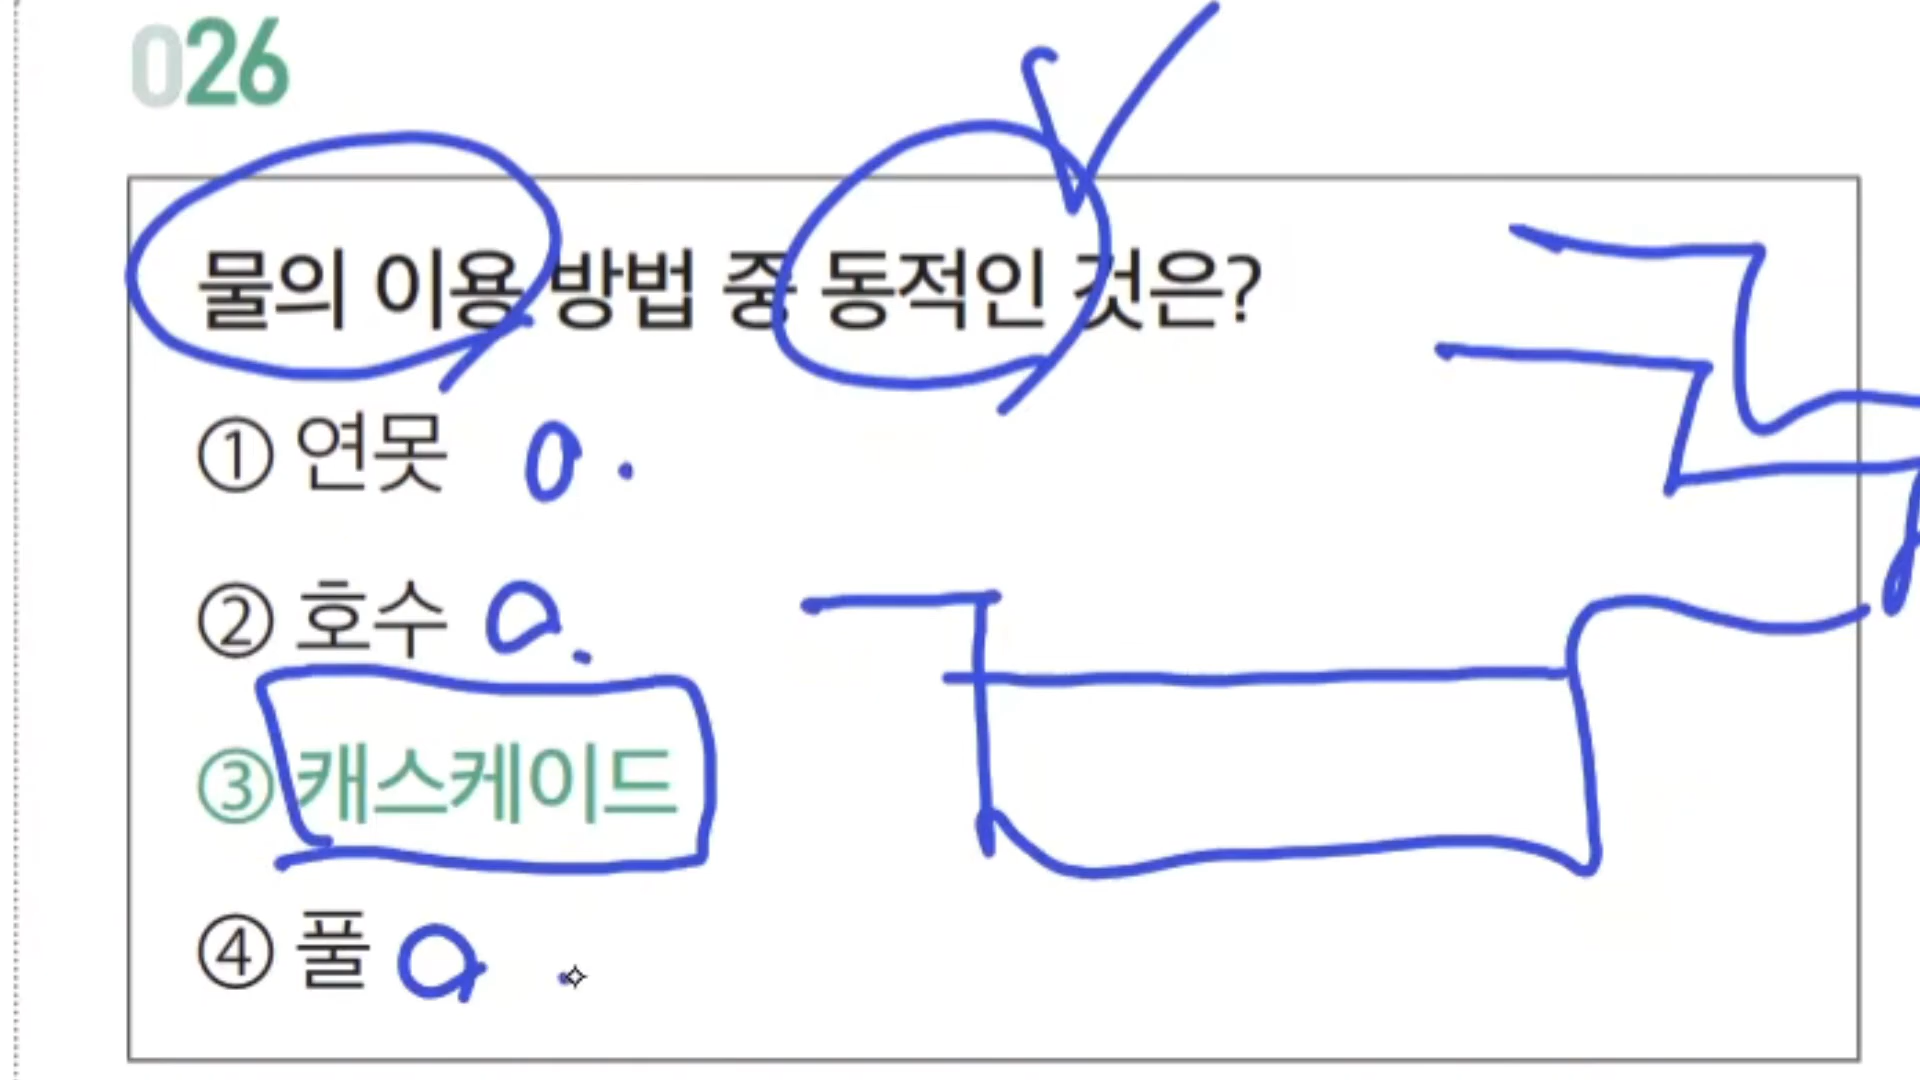 026
물의 이용 방법 중 동적인 것은?
① 연못
② 호수
③ 캐스케이드
④ 풀